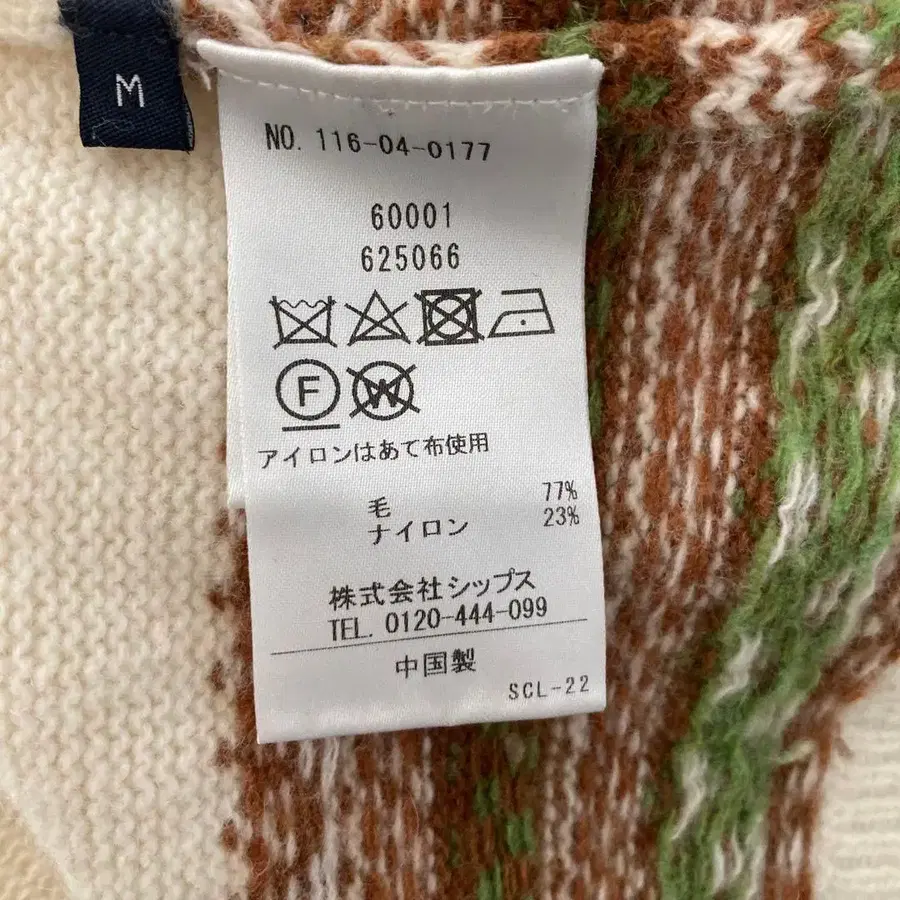 M
NO. 116-04-0177
60001
625066
F W
アイロンはあて布使用
毛 77%
ナイロン 23%
株式会社シップス
TEL. 0120-444-099
中国製
SCL-22